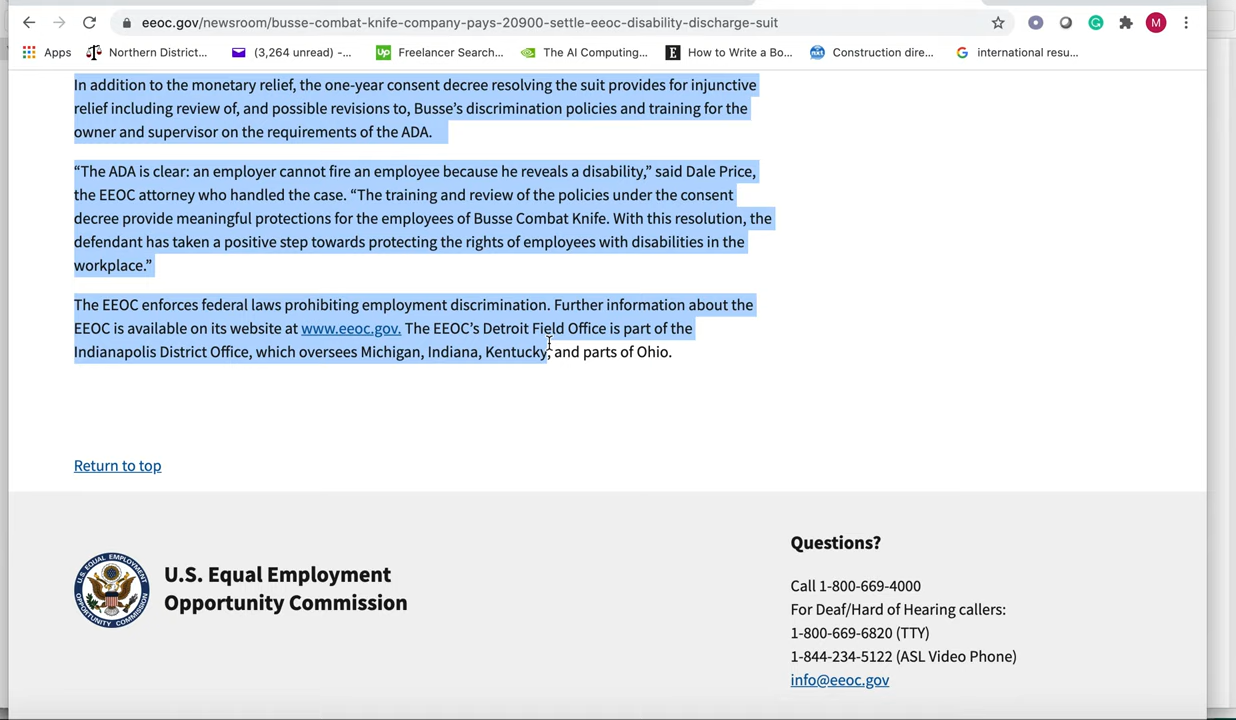 eeoc.gov/newsroom/busse-combat-knife-company-pays-20900-settle-eeoc-disability-discharge-suit
M
Apps Northern District... (3,264 unread) -... Up Freelancer Search... The AI Computing... E How to Write a Bo... nxt Construction dire... G international resu...
In addition to the monetary relief, the one-year consent decree resolving the suit provides for injunctive
relief including review of, and possible revisions to, Busse’s discrimination policies and training for the
owner and supervisor on the requirements of the ADA.
“The ADA is clear: an employer cannot fire an employee because he reveals a disability,” said Dale Price,
the EEOC attorney who handled the case. “The training and review of the policies under the consent
decree provide meaningful protections for the employees of Busse Combat Knife. With this resolution, the
defendant has taken a positive step towards protecting the rights of employees with disabilities in the
workplace.”
The EEOC enforces federal laws prohibiting employment discrimination. Further information about the
EEOC is available on its website at www.eeoc.gov. The EEOC’s Detroit Field Office is part of the
Indianapolis District Office, which oversees Michigan, Indiana, Kentucky, and parts of Ohio.
Return to top
U.S. Equal Employment
Opportunity Commission
Questions?
Call 1-800-669-4000
For Deaf/Hard of Hearing callers:
1-800-669-6820 (TTY)
1-844-234-5122 (ASL Video Phone)
info@eeoc.gov